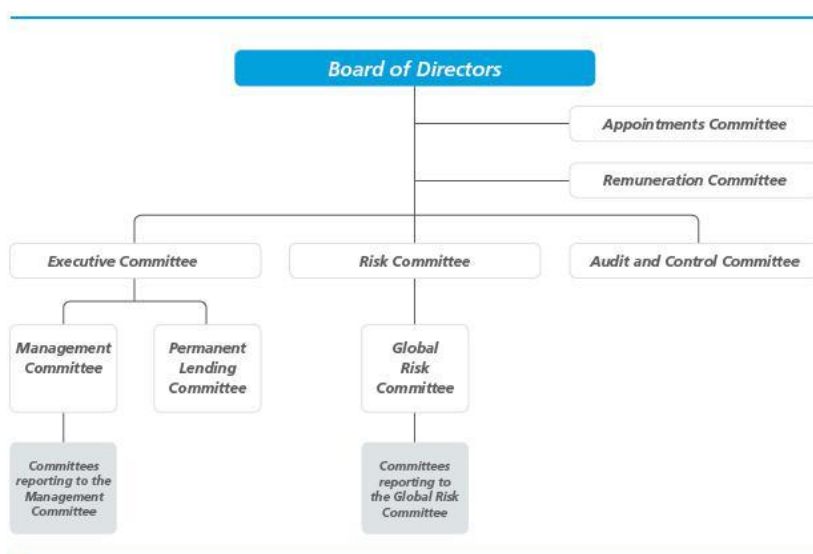 Board of Directors
Appointments Committee
Remuneration Committee
Executive Committee
Risk Committee
Audit and Control Committee
Management
Committee
Permanent
Lending
Committee
Global
Risk
Committee
Committees
reporting to the
Management
Committee
Committees
reporting to
the Global Risk
Committee